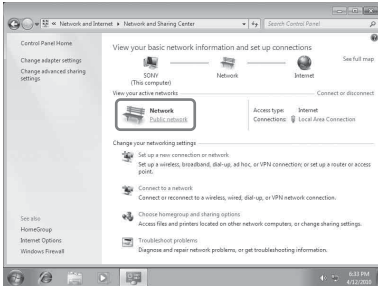 « Network and Internet ▸ Network and Sharing Center
Search Control Panel
Control Panel Home
Change adapter settings
Change advanced sharing
settings
View your basic network information and set up connections
See full map
SONY
(This computer)
Network
Internet
View your active networks
Connect or disconnect
Network
Public network
Access type: Internet
Connections: Local Area Connection
Change your networking settings
Set up a new connection or network
Set up a wireless, broadband, dial-up, ad hoc, or VPN connection; or set up a router or access
point.
Connect to a network
Connect or reconnect to a wireless, wired, dial-up, or VPN network connection.
Choose homegroup and sharing options
Access files and printers located on other network computers, or change sharing settings.
Troubleshoot problems
Diagnose and repair network problems, or get troubleshooting information.
See also
HomeGroup
Internet Options
Windows Firewall
6:33 PM
4/12/2010